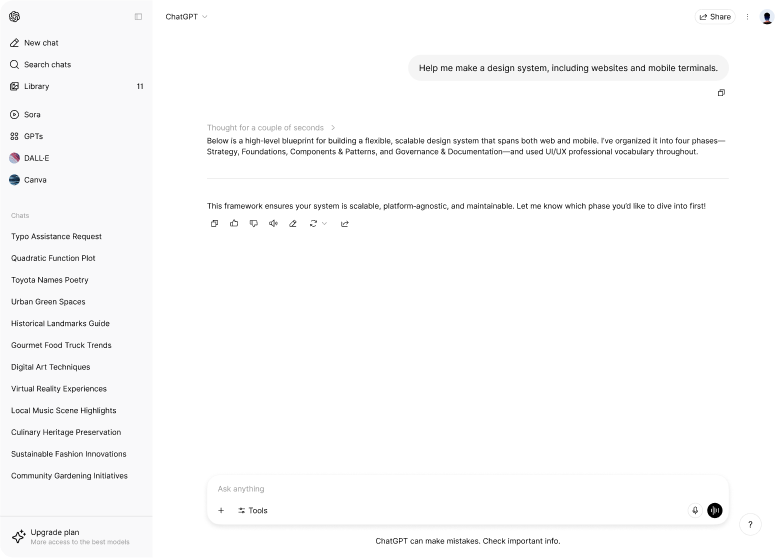 ChatGPT
Share
New chat
Search chats
Library 11
Sora
GPTs
DALL·E
Canva
Chats
Typo Assistance Request
Quadratic Function Plot
Toyota Names Poetry
Urban Green Spaces
Historical Landmarks Guide
Gourmet Food Truck Trends
Digital Art Techniques
Virtual Reality Experiences
Local Music Scene Highlights
Culinary Heritage Preservation
Sustainable Fashion Innovations
Community Gardening Initiatives
Upgrade plan
More access to the best models
Help me make a design system, including websites and mobile terminals.
Thought for a couple of seconds
Below is a high-level blueprint for building a flexible, scalable design system that spans both web and mobile. I've organized it into four phases—
Strategy, Foundations, Components & Patterns, and Governance & Documentation—and used UI/UX professional vocabulary throughout.
This framework ensures your system is scalable, platform-agnostic, and maintainable. Let me know which phase you'd like to dive into first!
Ask anything
Tools
?
ChatGPT can make mistakes. Check important info.